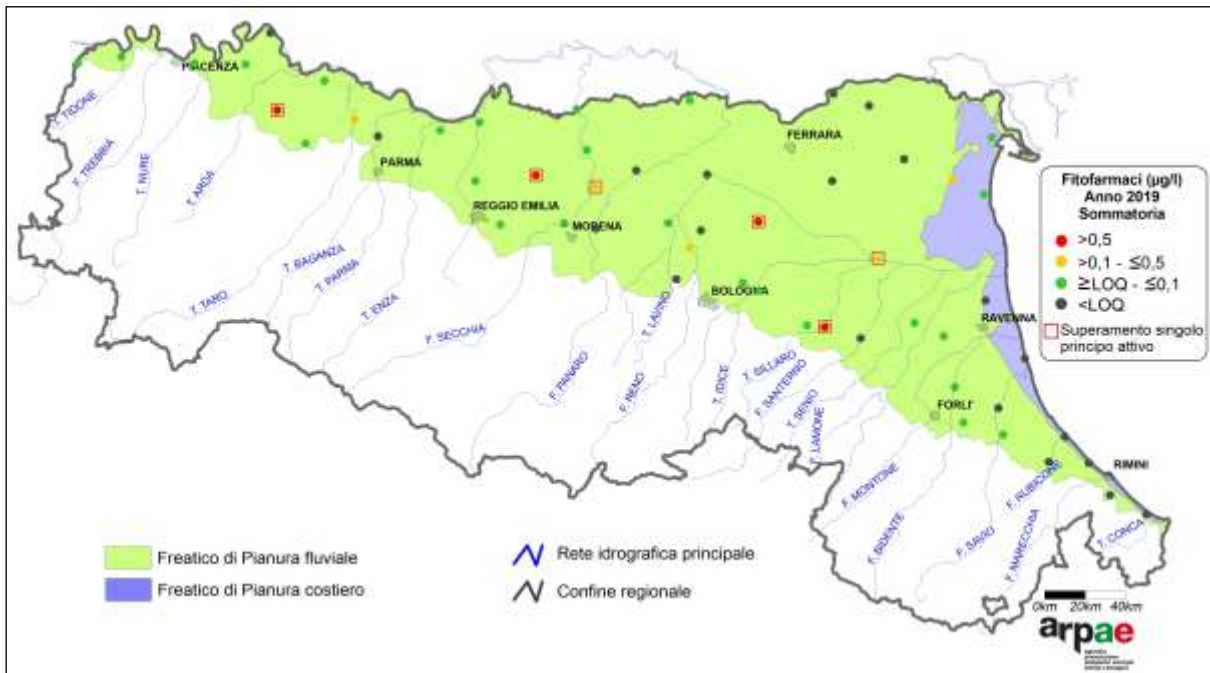 PIACENZA
T. TIDONE
F. TREBBIA
T. NURE
T. ARDA
PARMA
FERRARA
REGGIO EMILIA
MODENA
BOLOGNA
RAVENNA
FORLI'
RIMINI
T. TARO
T. BAGANZA
T. PARMA
T. ENZA
F. SECCHIA
F. PANARO
T. LAVINO
F. RENO
T. IDICE
T. SILLARO
F. SANTERNO
T. SENIO
F. LAMONE
F. MONTONE
F. BIDENTE
F. SAVIO
F. RUBICONE
F. MARECCHIA
T. CONCA
Fitofarmaci (µg/l)
Anno 2019
Sommatoria
>0,5
>0,1 - ≤0,5
≥LOQ - ≤0,1
<LOQ
Superamento singolo
principo attivo
Freatico di Pianura fluviale
Freatico di Pianura costiero
Rete idrografica principale
Confine regionale
0km 20km 40km
arpae